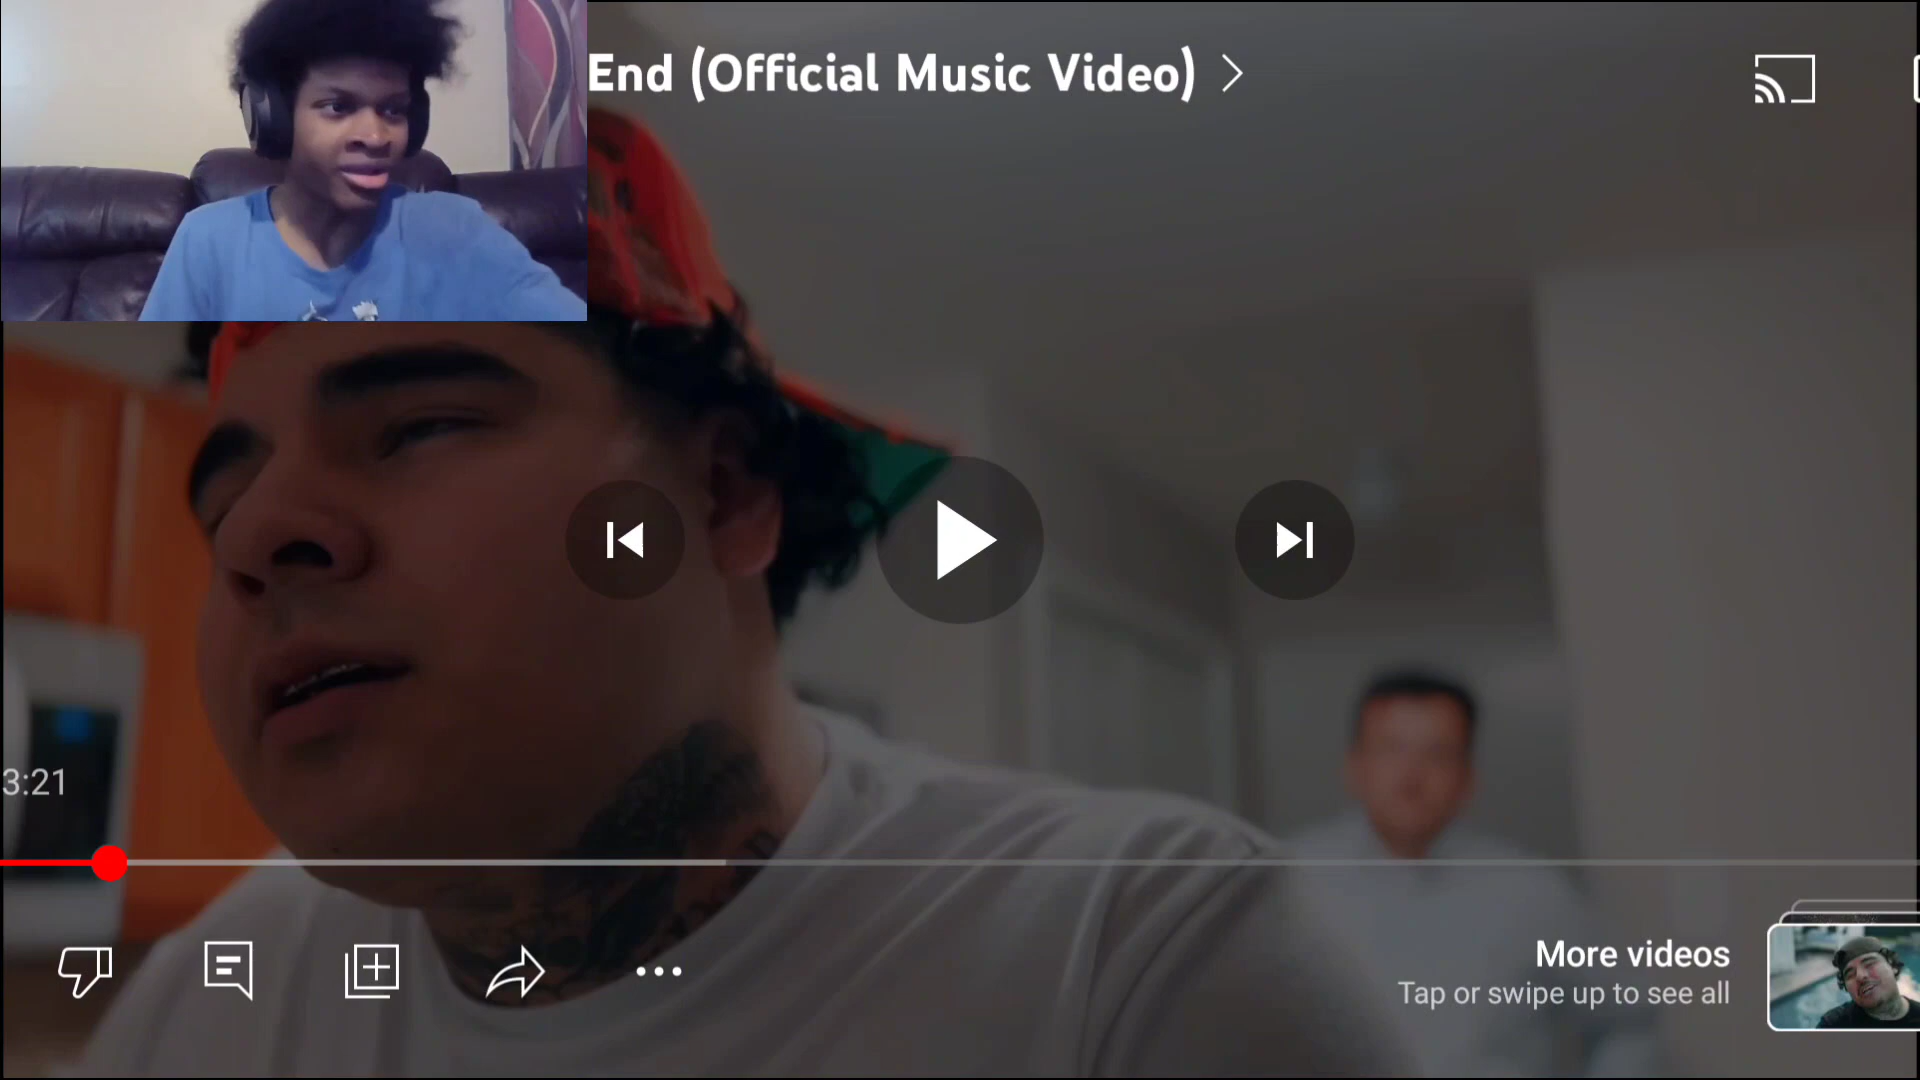 End (Official Music Video)
3:21
More videos
Tap or swipe up to see all